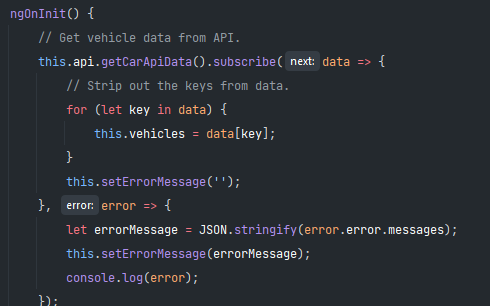 ngOnInit() {
// Get vehicle data from API.
this.api.getCarApiData().subscribe( next: data => {
// Strip out the keys from data.
for (let key in data) {
this.vehicles = data[key];
}
this.setErrorMessage('');
}, error: error => {
let errorMessage = JSON.stringify(error.error.messages);
this.setErrorMessage(errorMessage);
console.log(error);
});